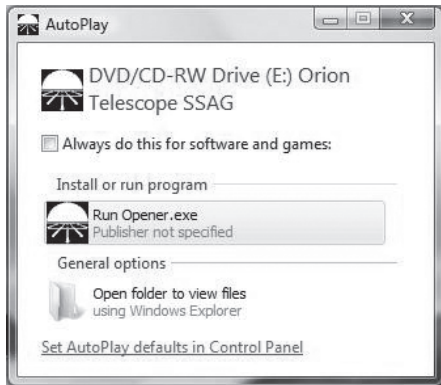 AutoPlay
DVD/CD-RW Drive (E:) Orion
Telescope SSAG
Always do this for software and games:
Install or run program
Run Opener.exe
Publisher not specified
General options
Open folder to view files
using Windows Explorer
Set AutoPlay defaults in Control Panel